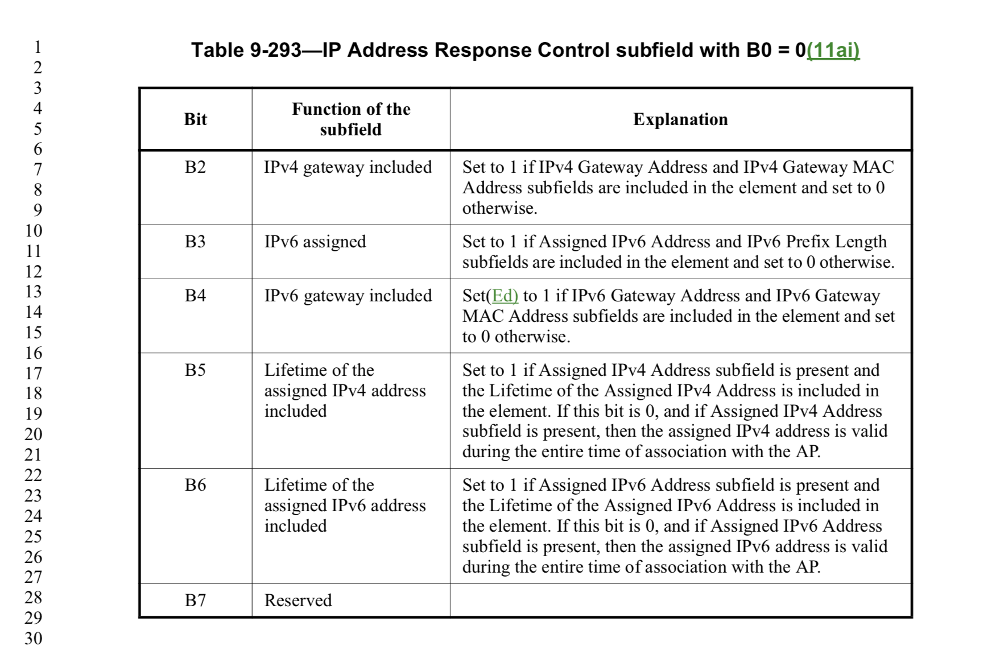 1
Table 9-293—IP Address Response Control subfield with B0 = 0(11ai)
2
3
4
Function of the
5
Bit
Explanation
subfield
6
7
B2
IPv4 gateway included
Set to 1 if IPv4 Gateway Address and IPv4 Gateway MAC
8
Address subfields are included in the element and set to 0
9
otherwise.
10
11
B3
IPv6 assigned
Set to 1 if Assigned IPv6 Address and IPv6 Prefix Length
12
subfields are included in the element and set to 0 otherwise.
13
B4
IPv6 gateway included
Set(Ed) to 1 if IPv6 Gateway Address and IPv6 Gateway
14
MAC Address subfields are included in the element and set
15
to 0 otherwise.
16
17
B5
Lifetime of the
Set to 1 if Assigned IPv4 Address subfield is present and
18
assigned IPv4 address
the Lifetime of the Assigned IPv4 Address is included in
19
included
the element. If this bit is 0, and if Assigned IPv4 Address
20
subfield is present, then the assigned IPv4 address is valid
21
during the entire time of association with the AP.
22
23
B6
Lifetime of the
Set to 1 if Assigned IPv6 Address subfield is present and
24
assigned IPv6 address
the Lifetime of the Assigned IPv6 Address is included in
25
included
the element. If this bit is 0, and if Assigned IPv6 Address
26
subfield is present, then the assigned IPv6 address is valid
27
during the entire time of association with the AP.
28
B7
Reserved
29
30